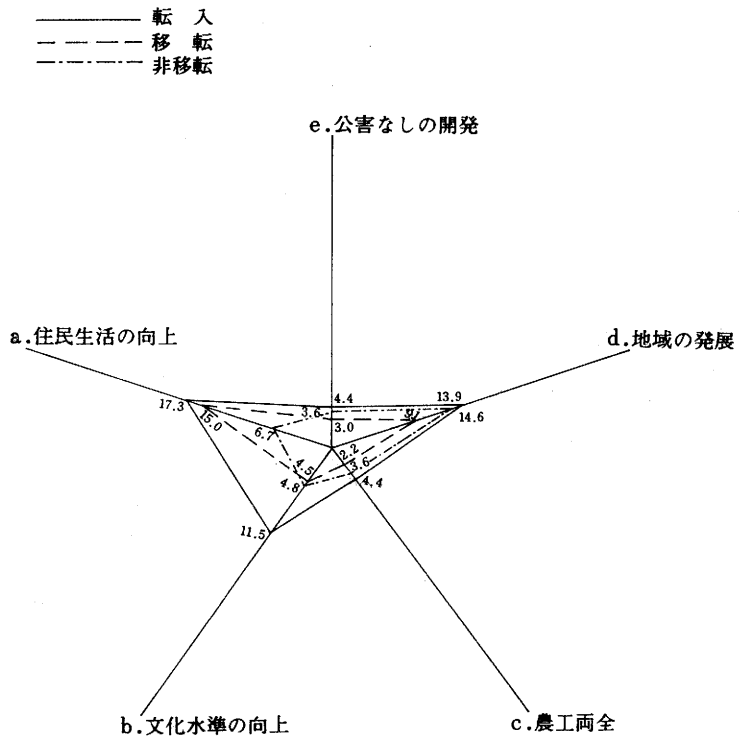 転 入
移 転
非移転
e.公害なしの開発
a.住民生活の向上
d.地域の発展
4.4
13.9
17.3
15.0
3.6
14.6
3.0
6.7
2.2
4.5
3.6
4.8
4.4
11.5
b.文化水準の向上
c.農工両全